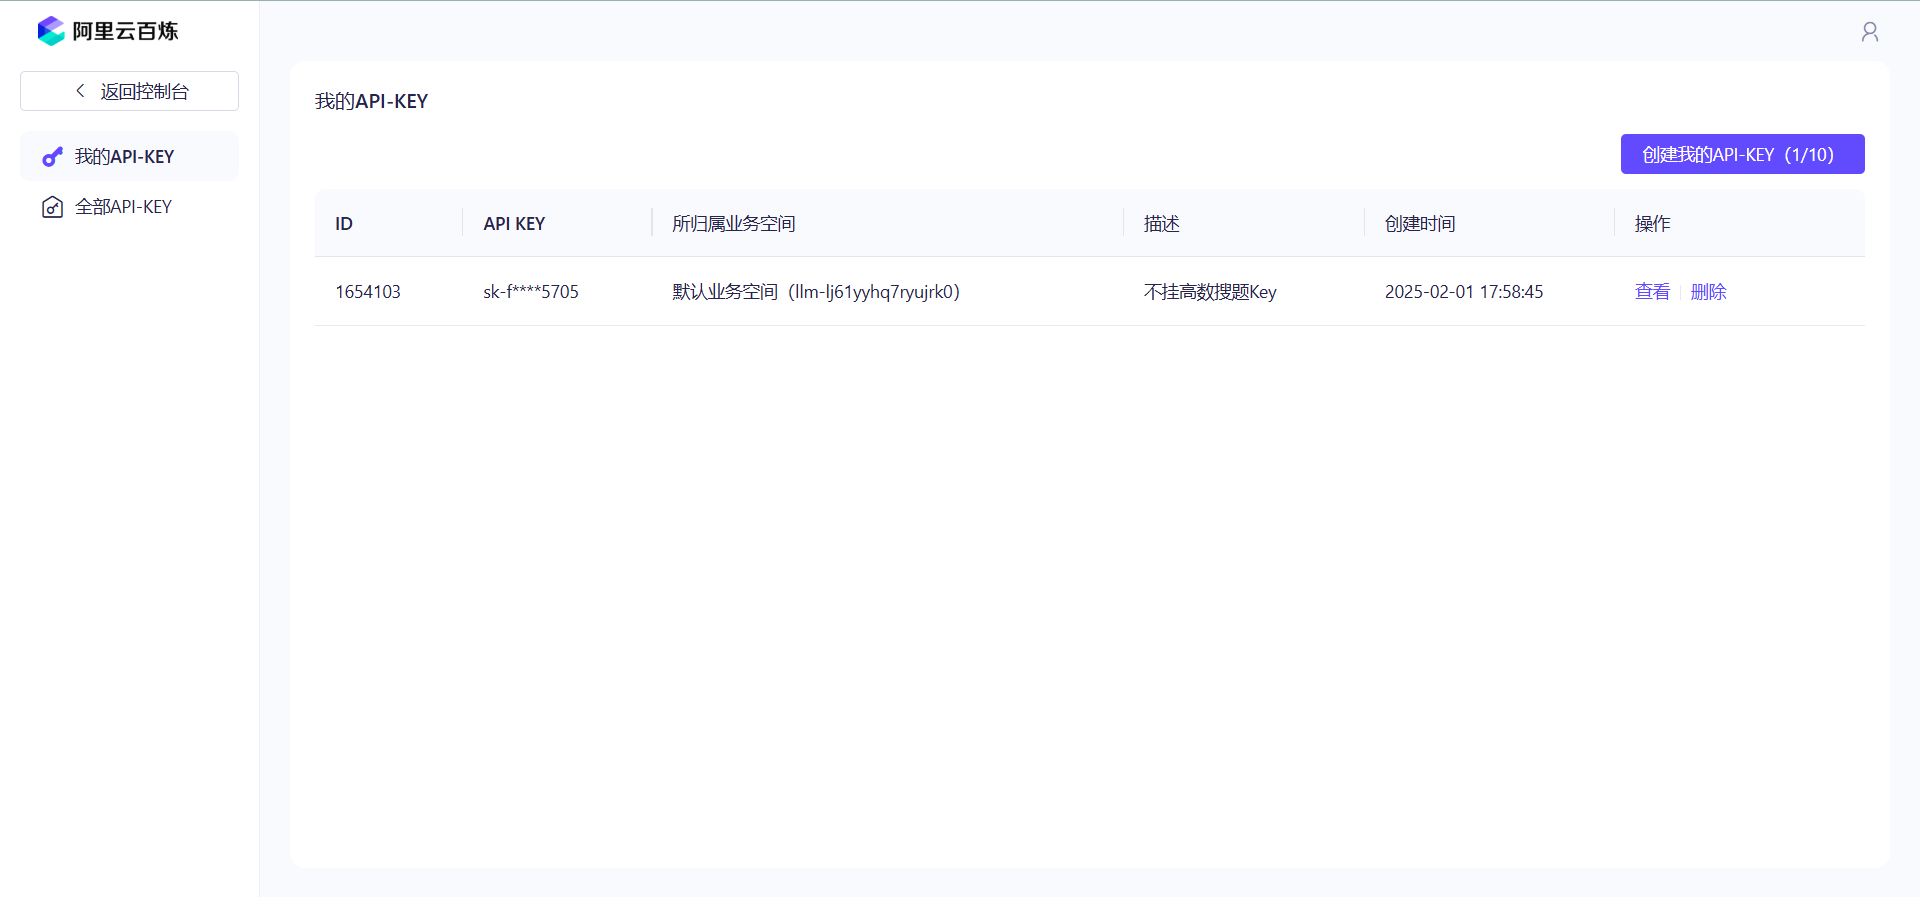 阿里云百炼
返回控制台
我的API-KEY
全部API-KEY
我的API-KEY
创建我的API-KEY（1/10）
ID API KEY 所归属业务空间 描述 创建时间 操作
1654103 sk-f****5705 默认业务空间（llm-lj61yyhq7ryujrk0） 不挂高数搜题Key 2025-02-01 17:58:45 查看 删除